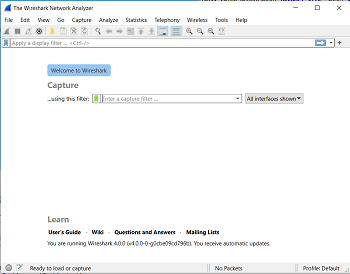 The Wireshark Network Analyzer
File Edit View Go Capture Analyze Statistics Telephony Wireless Tools Help
Apply a display filter ... <Ctrl-/>
Welcome to Wireshark
Capture
...using this filter: Enter a capture filter ... All interfaces shown
Learn
User's Guide · Wiki · Questions and Answers · Mailing Lists
You are running Wireshark 4.0.0 (v4.0.0-0-g0cbe09cd796b). You receive automatic updates.
Ready to load or capture No Packets Profile: Default